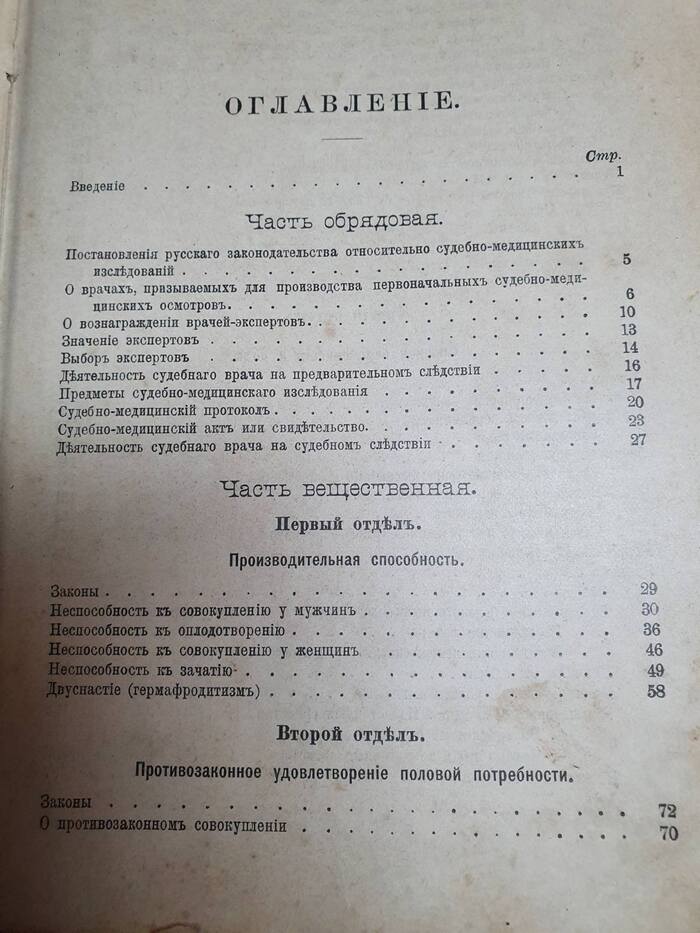 ОГЛАВЛЕНІЕ.
Стр.
Введеніе . . . . . . . . . . . . . . . . . . . . 1
Часть обрядовая.
Постановленія русскаго законодательства относительно судебно-медицинскихъ
изслѣдованій . . . . . . . . . . . . . . . . . 5
О врачахъ, призываемыхъ для производства первоначальныхъ судебно-меди-
цинскихъ осмотровъ. . . . . . . . . . . . . . . 6
О вознагражденіи врачей-экспертовъ. . . . . . . . . . . . 10
Значеніе экспертовъ . . . . . . . . . . . . . . . . 13
Выборъ экспертовъ . . . . . . . . . . . . . . . . 14
Дѣятельность судебнаго врача на предварительномъ слѣдствіи . . . . . 16
Предметы судебно-медицинскаго изслѣдованія . . . . . . . . . . 17
Судебно-медицинскій протоколъ . . . . . . . . . . . . . 20
Судебно-медицинскій актъ или свидѣтельство. . . . . . . . . . 23
Дѣятельность судебнаго врача на судебномъ слѣдствіи . . . . . . . 27
Часть вещественная.
Первый отдѣлъ.
Производительная способность.
Законы . . . . . . . . . . . . . . . . . . . . 29
Неспособность къ совокупленію у мужчинъ . . . . . . . . . . . 30
Неспособность къ оплодотворенію . . . . . . . . . . . . . 36
Неспособность къ совокупленію у женщинъ . . . . . . . . . . 46
Неспособность къ зачатію . . . . . . . . . . . . . . . 49
Двуснастіе (гермафродитизмъ) . . . . . . . . . . . . . . 58
Второй отдѣлъ.
Противозаконное удовлетвореніе половой потребности.
Законы . . . . . . . . . . . . . . . . . . . . 72
О противозаконномъ совокупленіи . . . . . . . . . . . . . 70